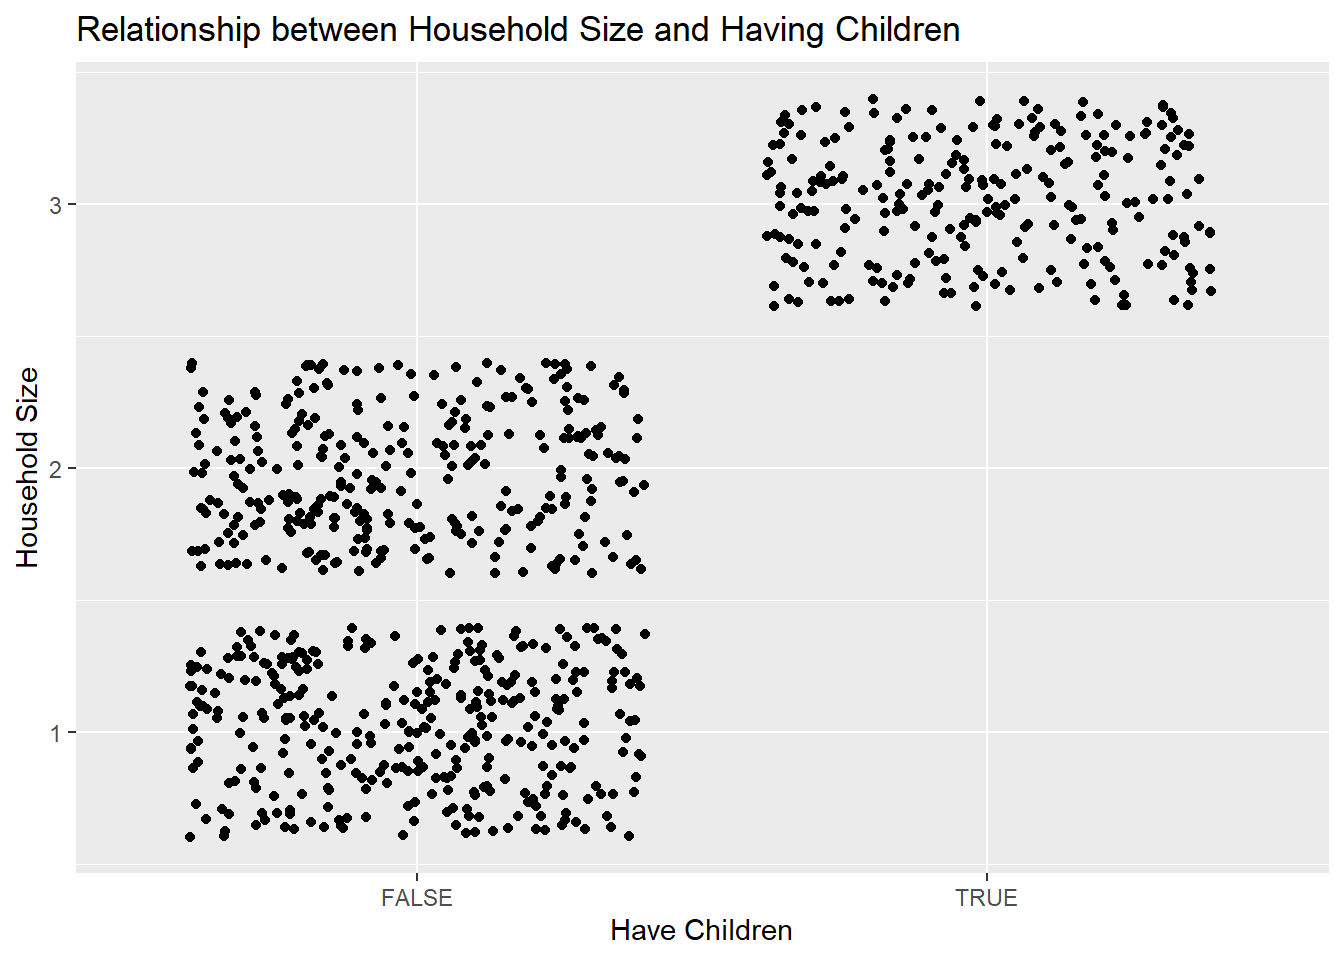 Relationship between Household Size and Having Children
3
2
1
Household Size
FALSE
TRUE
Have Children